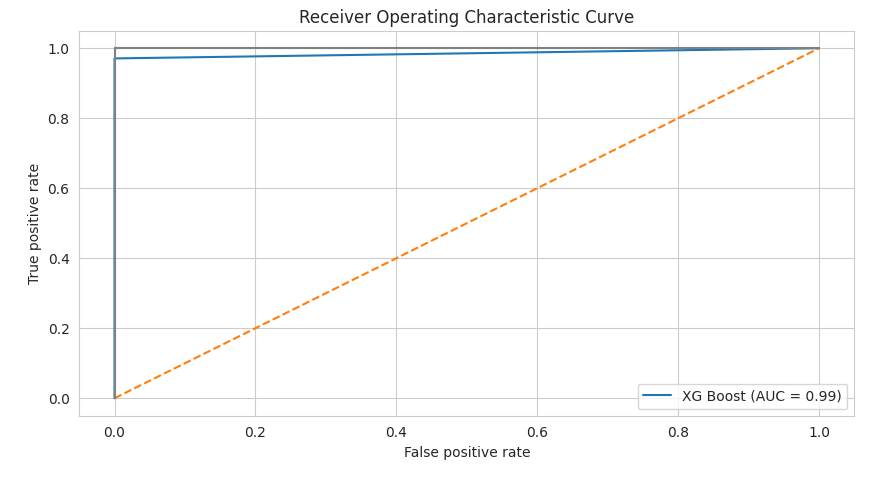 Receiver Operating Characteristic Curve
1.0
0.8
0.6
0.4
0.2
0.0
True positive rate
XG Boost (AUC = 0.99)
0.0 0.2 0.4 0.6 0.8 1.0
False positive rate